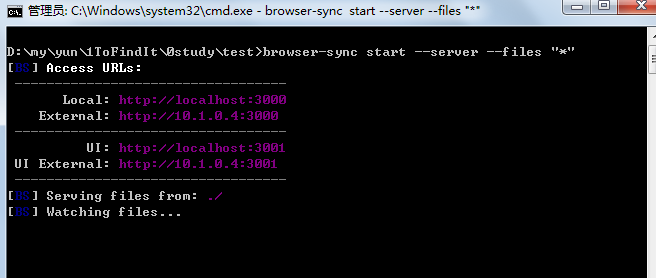 管理员: C:\Windows\system32\cmd.exe - browser-sync start --server --files "*"
D:\my\yun\1ToFindIt\0study\test>browser-sync start --server --files "*"
[BS] Access URLs:
--------------------------------------
Local: http://localhost:3000
External: http://10.1.0.4:3000
--------------------------------------
UI: http://localhost:3001
UI External: http://10.1.0.4:3001
--------------------------------------
[BS] Serving files from: ./
[BS] Watching files...